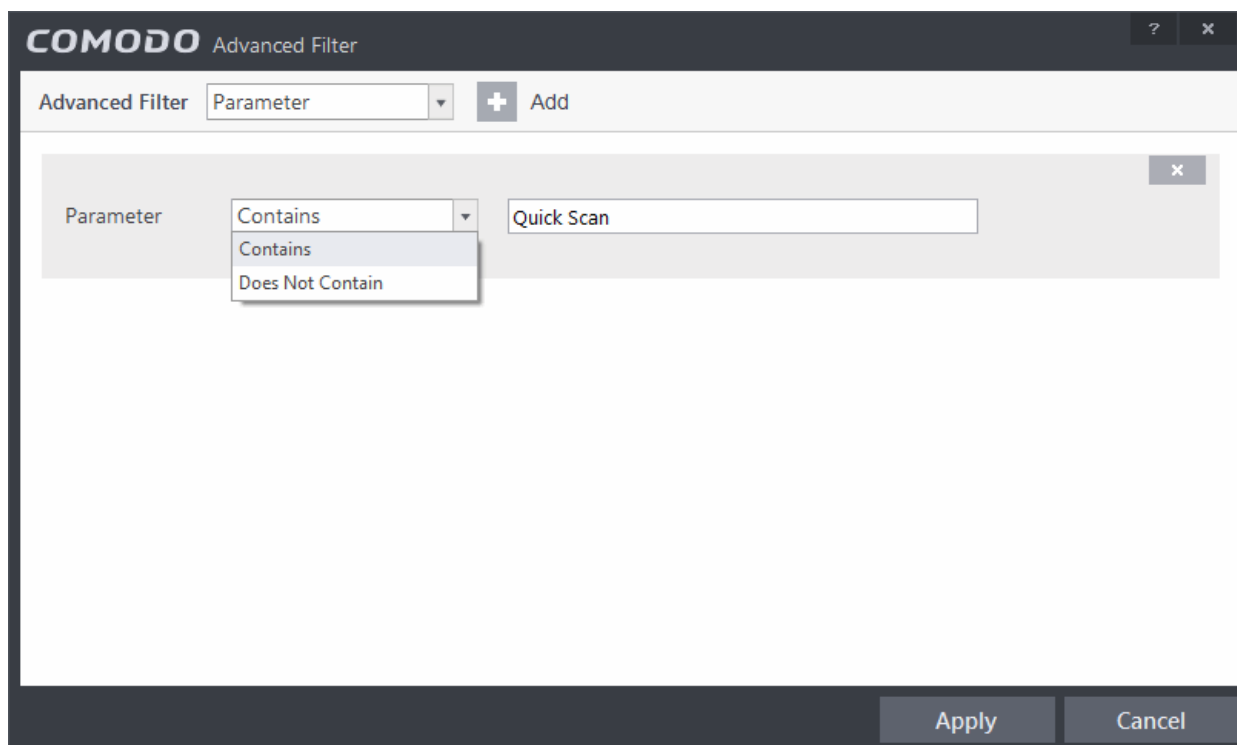 COMODO Advanced Filter ? ×
Advanced Filter Parameter Add
Parameter Contains Quick Scan
Contains
Does Not Contain
Apply Cancel